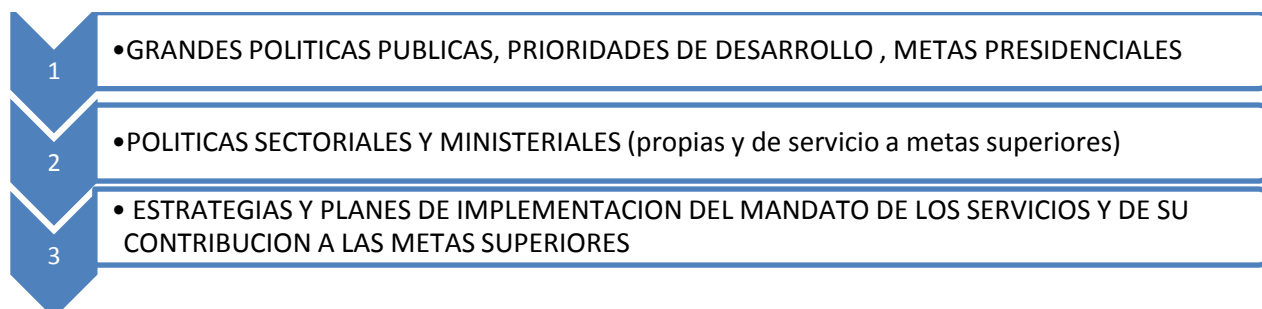 1
•GRANDES POLITICAS PUBLICAS, PRIORIDADES DE DESARROLLO , METAS PRESIDENCIALES
2
•POLITICAS SECTORIALES Y MINISTERIALES (propias y de servicio a metas superiores)
3
• ESTRATEGIAS Y PLANES DE IMPLEMENTACION DEL MANDATO DE LOS SERVICIOS Y DE SU
CONTRIBUCION A LAS METAS SUPERIORES